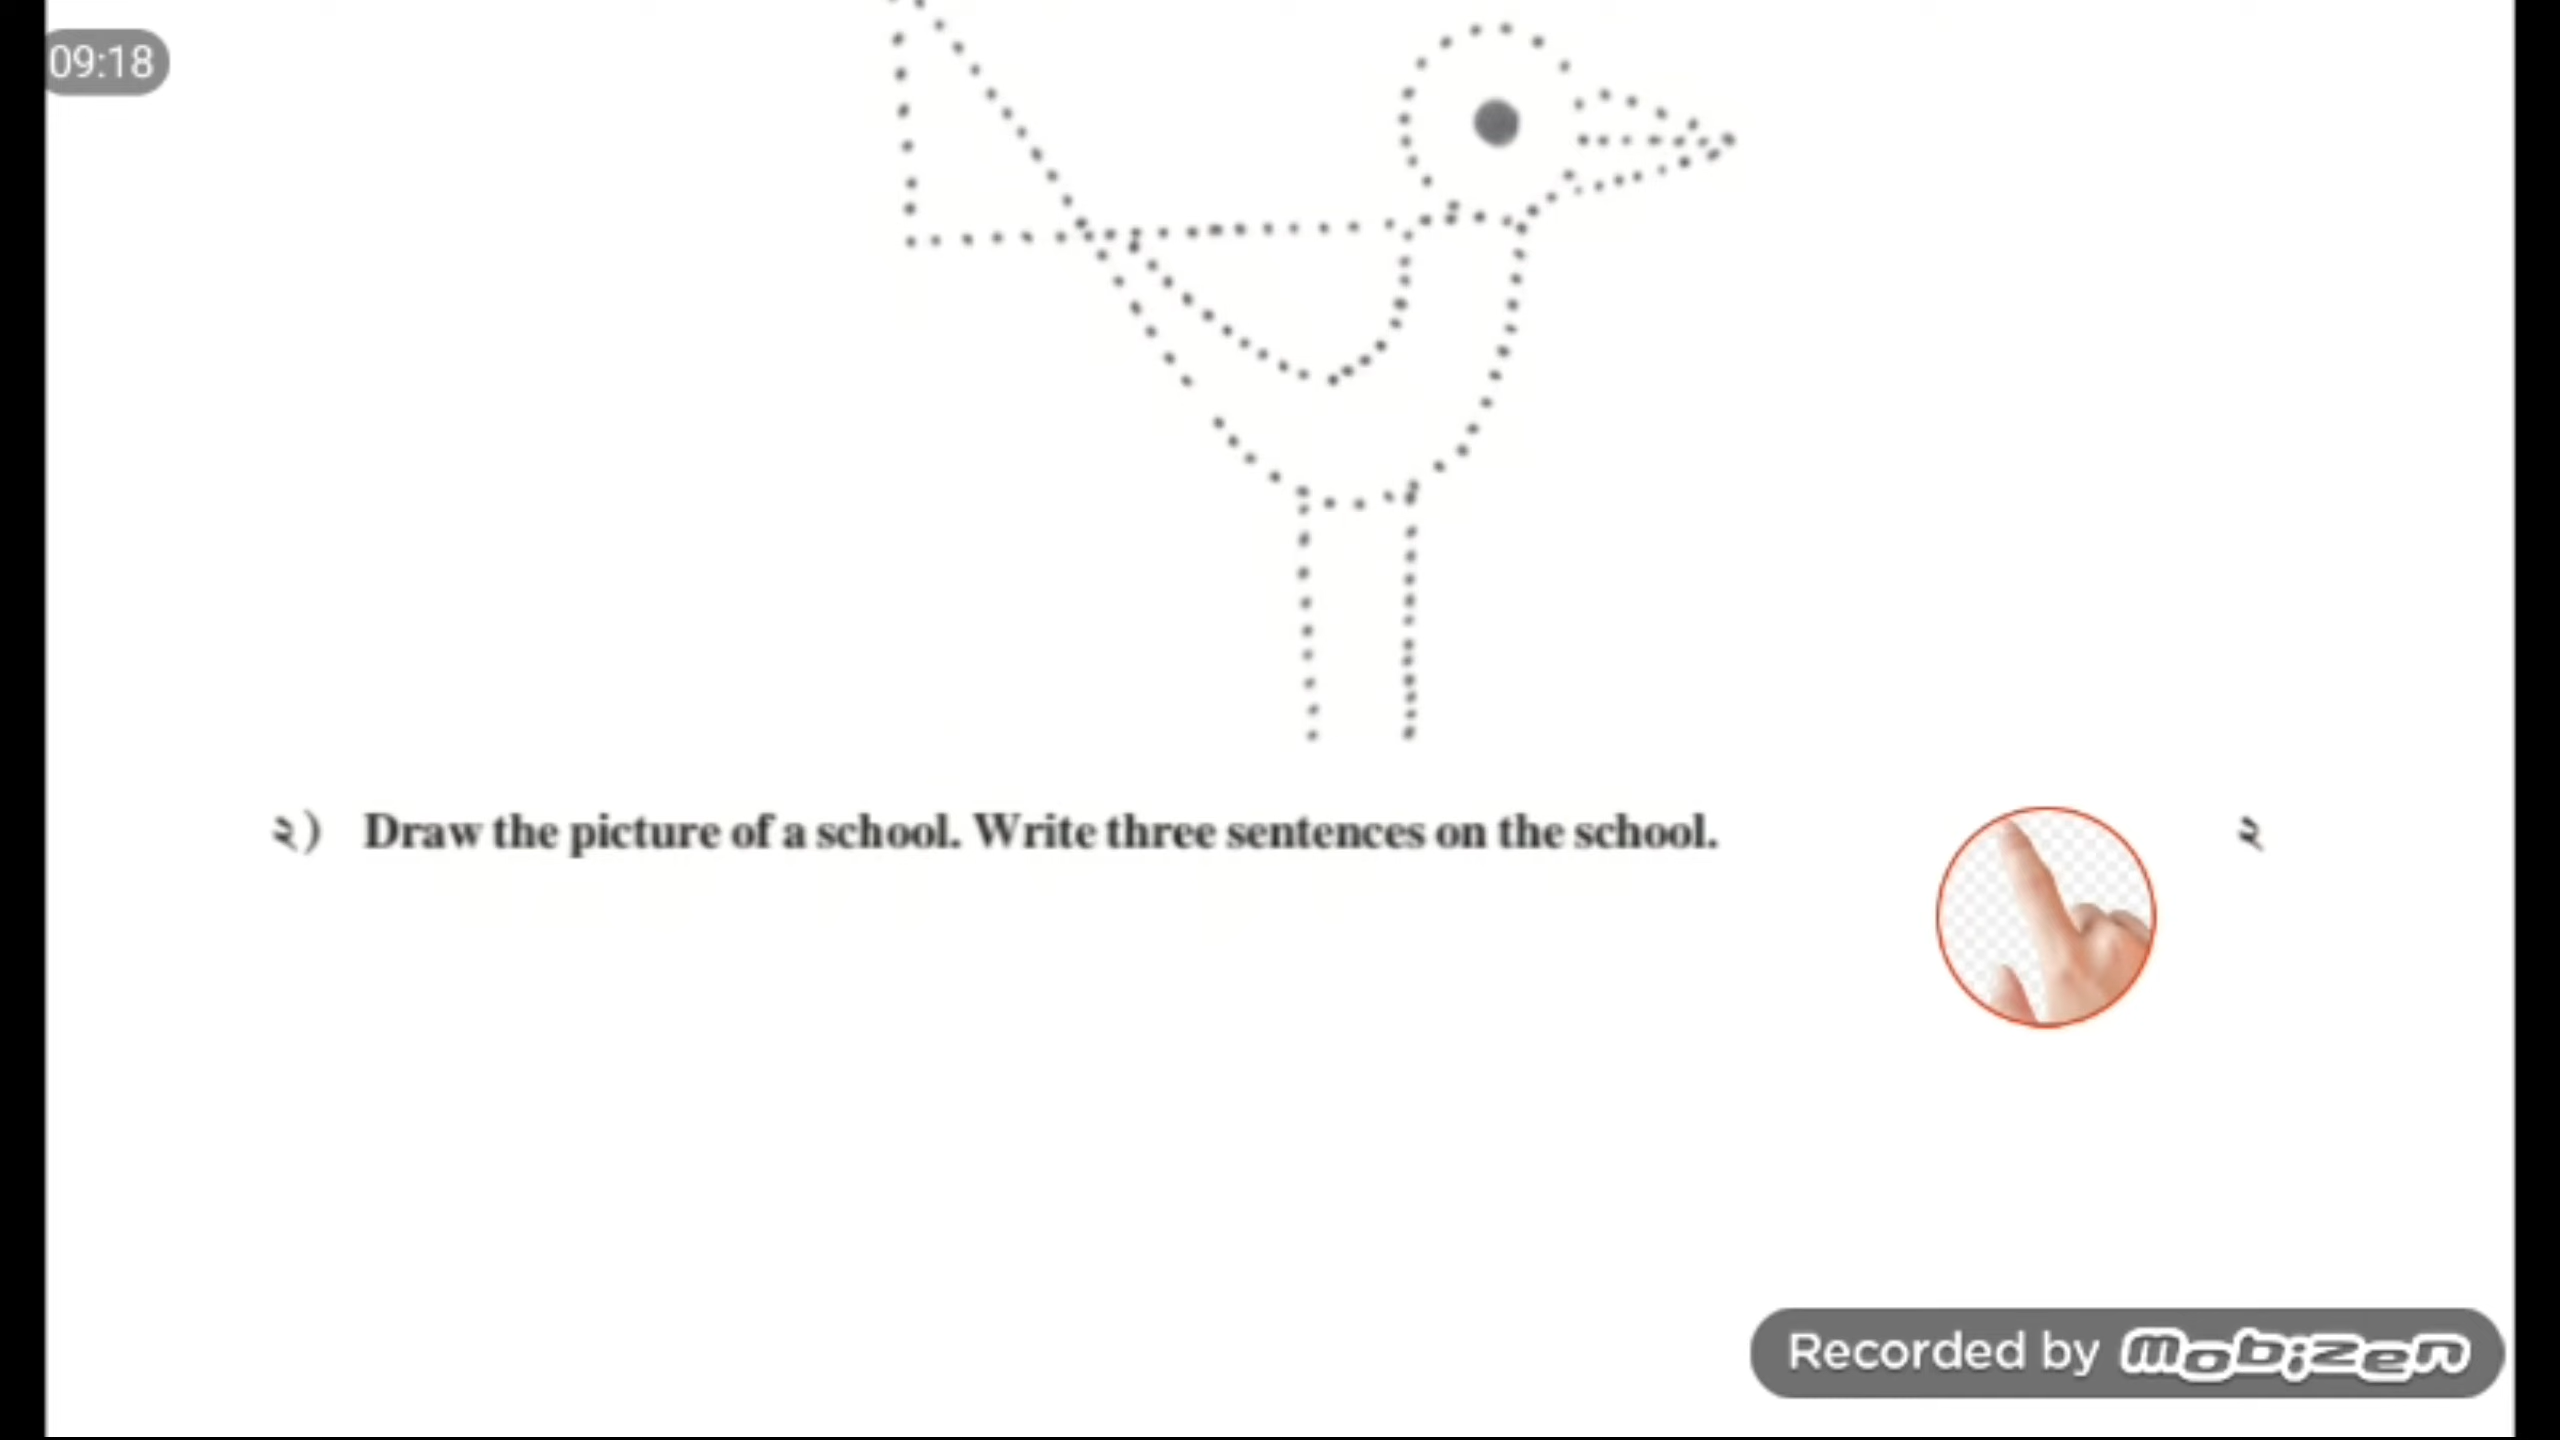 09:18
२) Draw the picture of a school. Write three sentences on the school. २
Recorded by mobizen